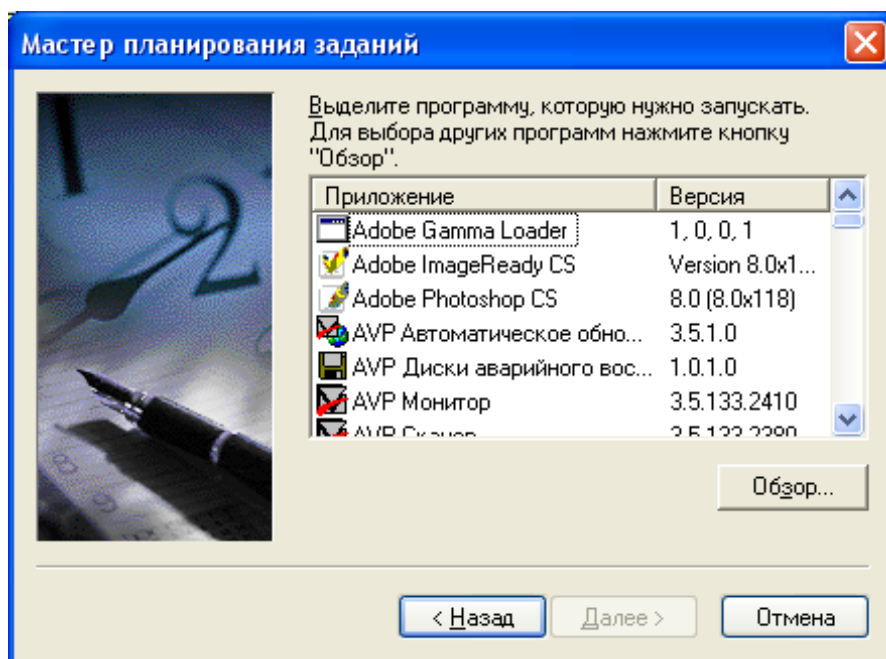 Мастер планирования заданий
Выделите программу, которую нужно запускать.
Для выбора других программ нажмите кнопку
"Обзор".
Приложение Версия
Adobe Gamma Loader 1, 0, 0, 1
Adobe ImageReady CS Version 8.0x1...
Adobe Photoshop CS 8.0 (8.0x118)
AVP Автоматическое обно... 3.5.1.0
AVP Диски аварийного вос... 1.0.1.0
AVP Монитор 3.5.133.2410
AVP Сканер
Обзор...
< Назад Далее > Отмена